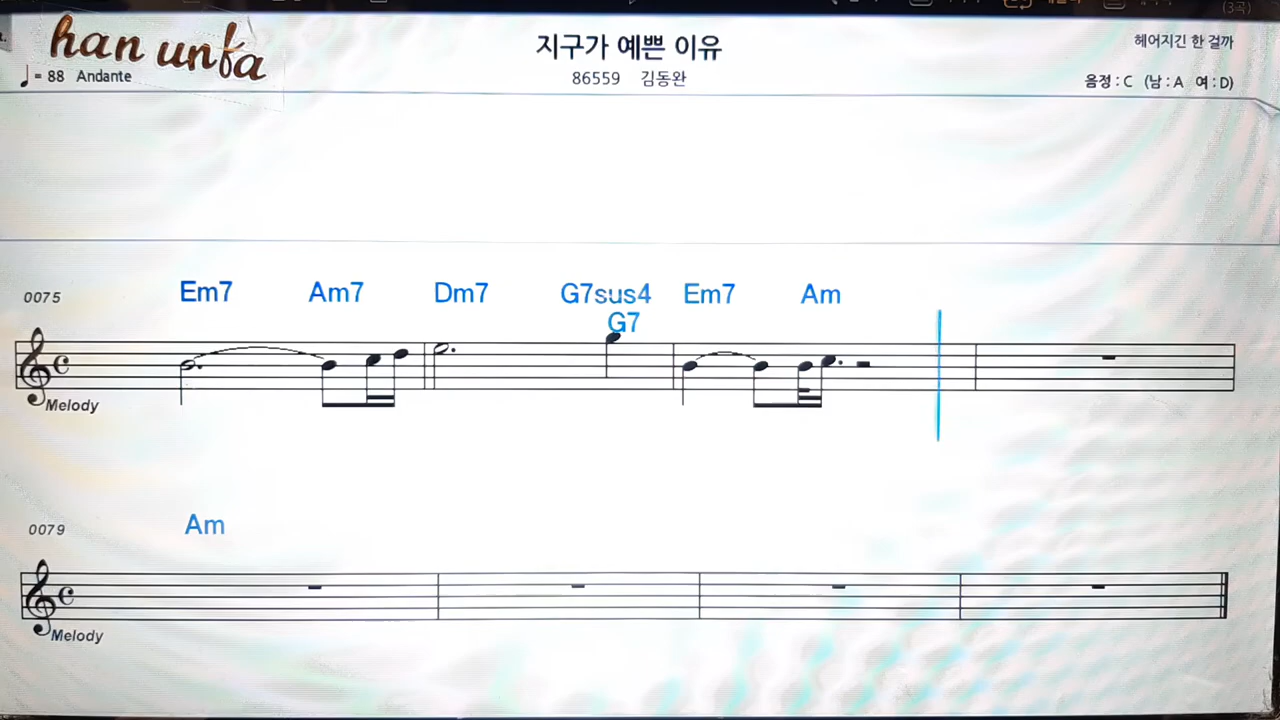 han unfa
지구가 예쁜 이유
헤어지긴 한 걸까
♩= 88 Andante
86559 김동완
음정 : C (남 : A 여 : D)
0075 Em7 Am7 Dm7 G7sus4 Em7 Am
G7
Melody
0079 Am
Melody